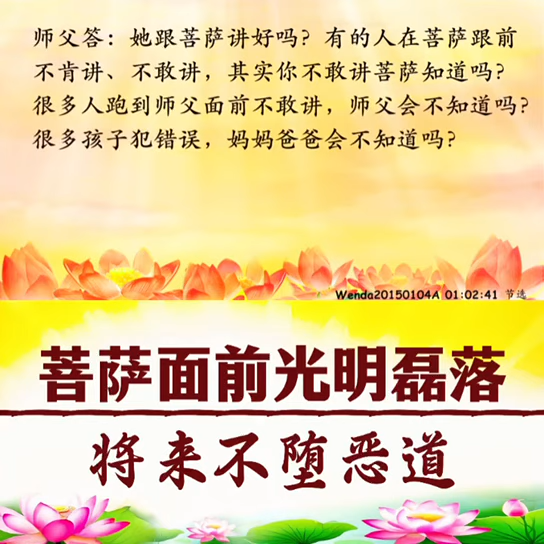 师父答：她跟菩萨讲好吗？有的人在菩萨跟前
不肯讲、不敢讲，其实你不敢讲菩萨知道吗？
很多人跑到师父面前不敢讲，师父会不知道吗？
很多孩子犯错误，妈妈爸爸会不知道吗？
Wenda20150104A 01:02:41 节选
菩萨面前光明磊落
将来不堕恶道